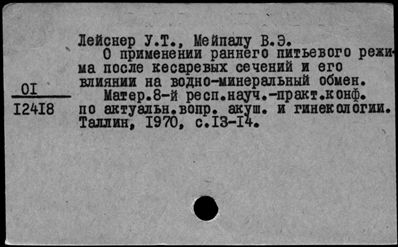 Лейснер У.Т., Мейпалу В.Э.
О применении раннего питьевого режи-
ма после кесаревых сечений и его
влиянии на водно-минеральный обмен.
Матер.8-й респ.науч.-практ.конф.
по актуальн.вопр. акуш. и гинекологии.
Таллин, 1970, с.13-14.
01
12418